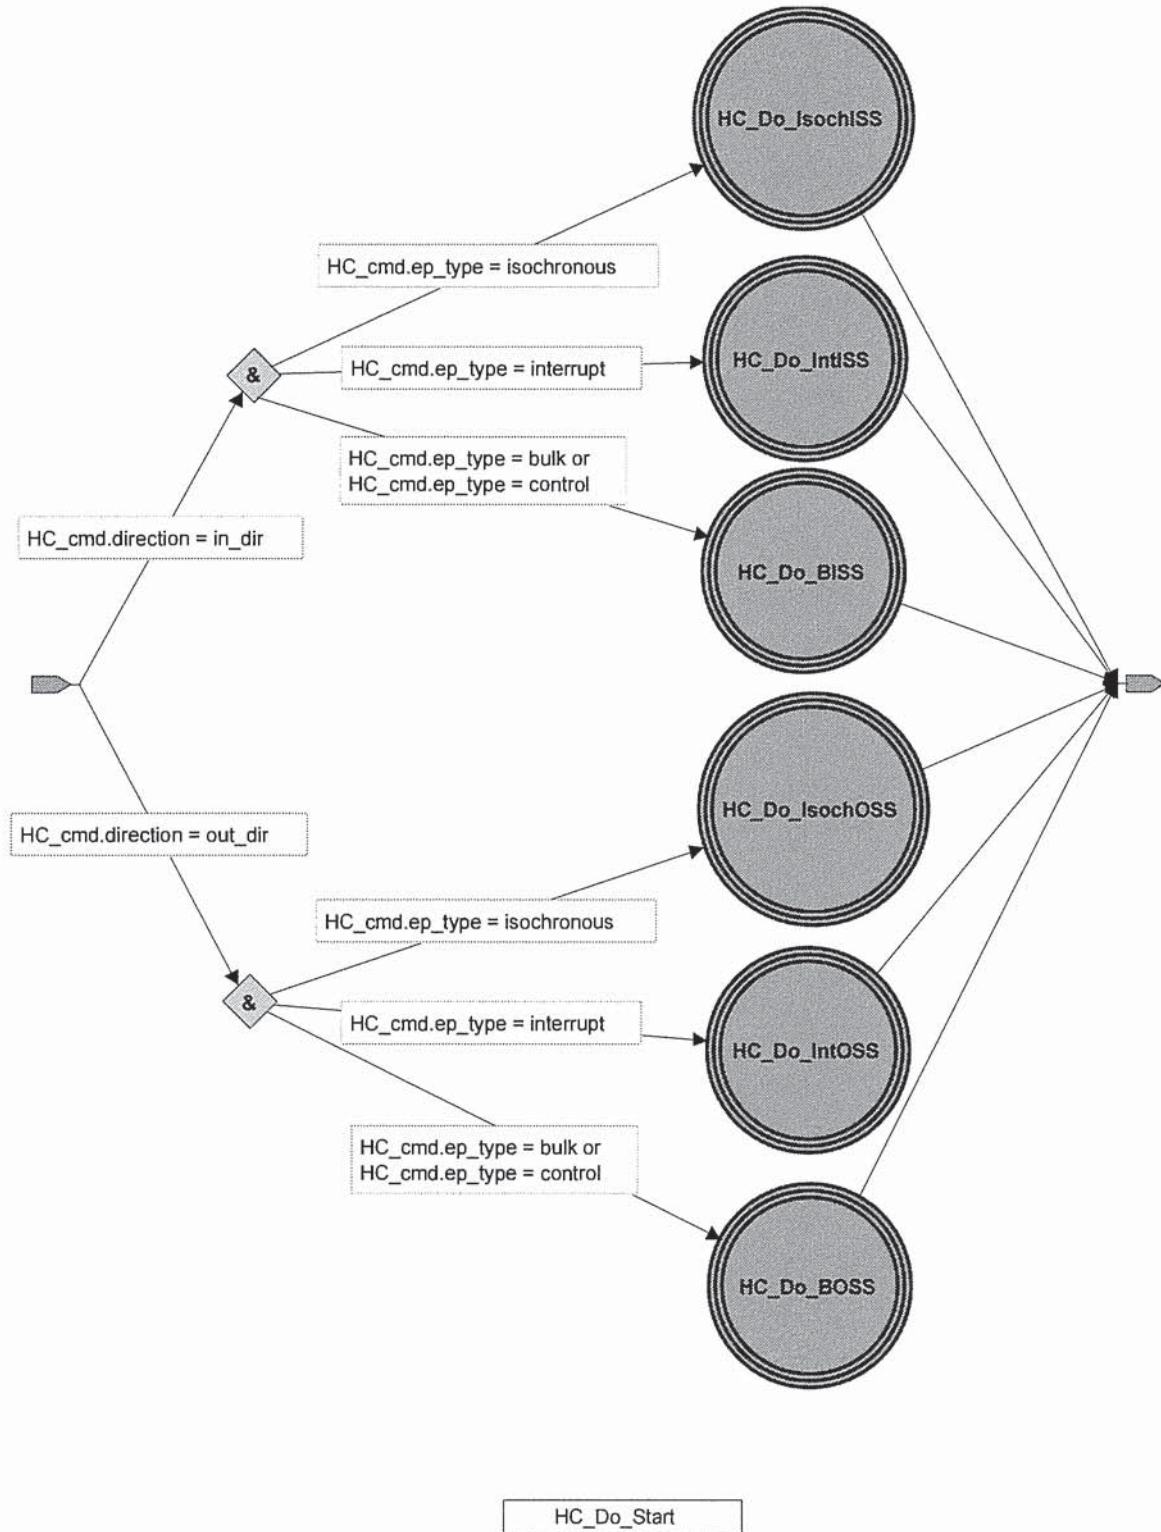 HC_Do_IsochISS
HC_cmd.ep_type = isochronous
HC_Do_IntISS
&
HC_cmd.ep_type = interrupt
HC_cmd.ep_type = bulk or
HC_cmd.ep_type = control
HC_cmd.direction = in_dir
HC_Do_BISS
HC_Do_IsochOSS
HC_cmd.direction = out_dir
HC_cmd.ep_type = isochronous
&
HC_cmd.ep_type = interrupt
HC_Do_IntOSS
HC_cmd.ep_type = bulk or
HC_cmd.ep_type = control
HC_Do_BOSS
HC_Do_Start